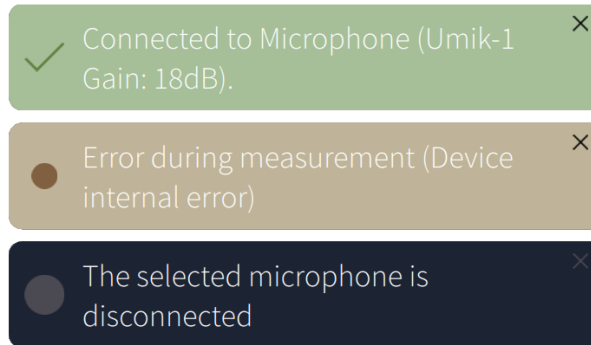 Connected to Microphone (Umik-1
Gain: 18dB).
Error during measurement (Device
internal error)
The selected microphone is
disconnected